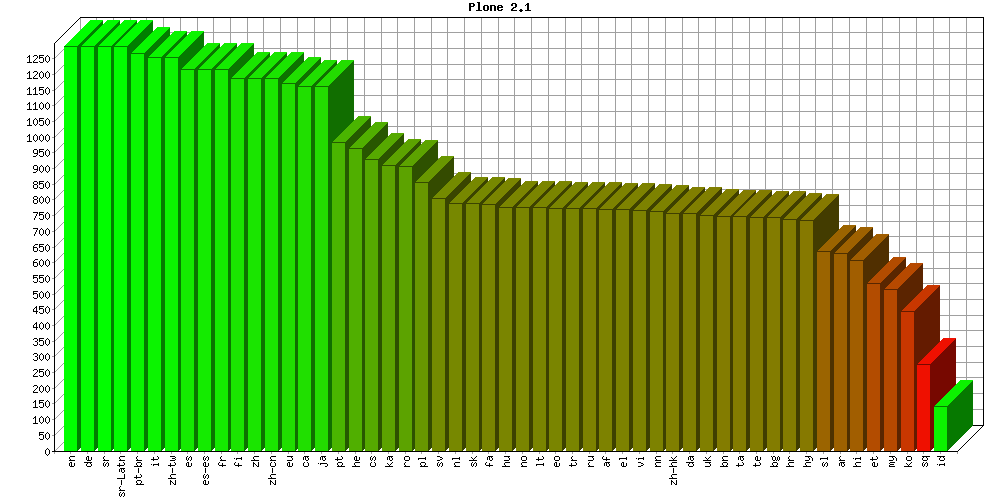 Plone 2.1
1250
1200
1150
1100
1050
1000
950
900
850
800
750
700
650
600
550
500
450
400
350
300
250
200
150
100
50
0
en
de
sr
sr-Latn
pt-br
it
zh-tw
es
es-es
fr
fi
zh
zh-cn
eu
ca
ja
pt
he
cs
ka
ro
pl
sv
nl
sk
fa
hu
no
lt
eo
tr
ru
af
el
vi
nn
zh-hk
da
uk
bn
ta
te
bg
hr
hy
sl
ar
hi
et
my
ko
sq
id